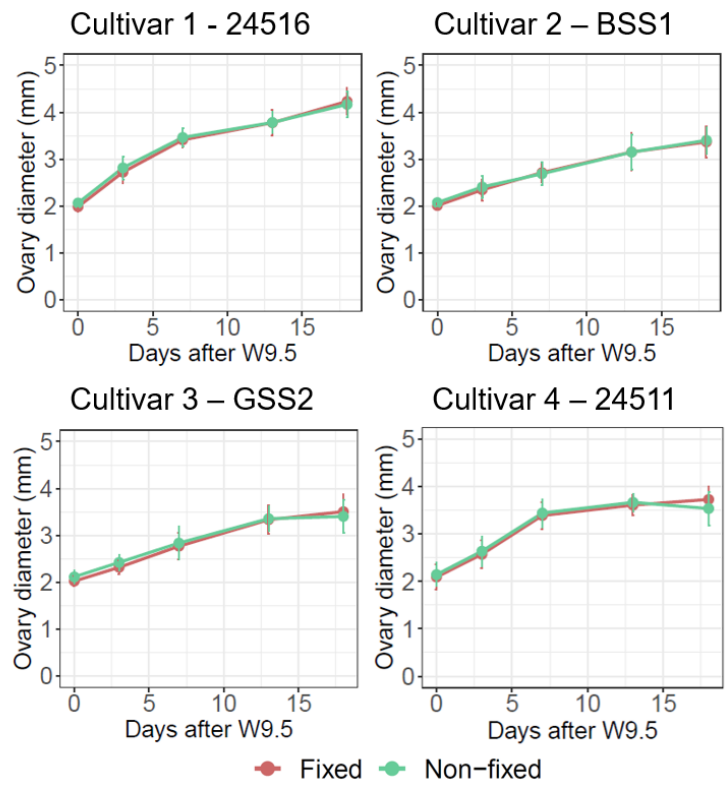 Cultivar 1 - 24516
Ovary diameter (mm)
5
4
3
2
1
0
0 5 10 15
Days after W9.5
Cultivar 2 – BSS1
Ovary diameter (mm)
5
4
3
2
1
0
0 5 10 15
Days after W9.5
Cultivar 3 – GSS2
Ovary diameter (mm)
5
4
3
2
1
0
0 5 10 15
Days after W9.5
Cultivar 4 – 24511
Ovary diameter (mm)
5
4
3
2
1
0
0 5 10 15
Days after W9.5
Fixed Non−fixed